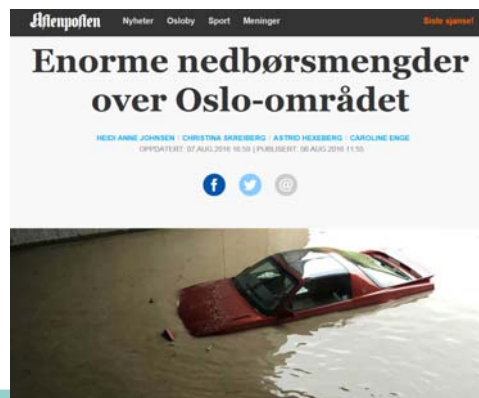 Aftenposten Nyheter Osloby Sport Meninger Siste sjanse!
Enorme nedbørsmengder
over Oslo-området
HEIDI ANNE JOHNSEN | CHRISTINA SKREIBERG | ASTRID HEXEBERG | CAROLINE ENGE
OPPDATERT: 07.AUG.2016 16:59 | PUBLISERT: 06.AUG.2016 11:55
f @